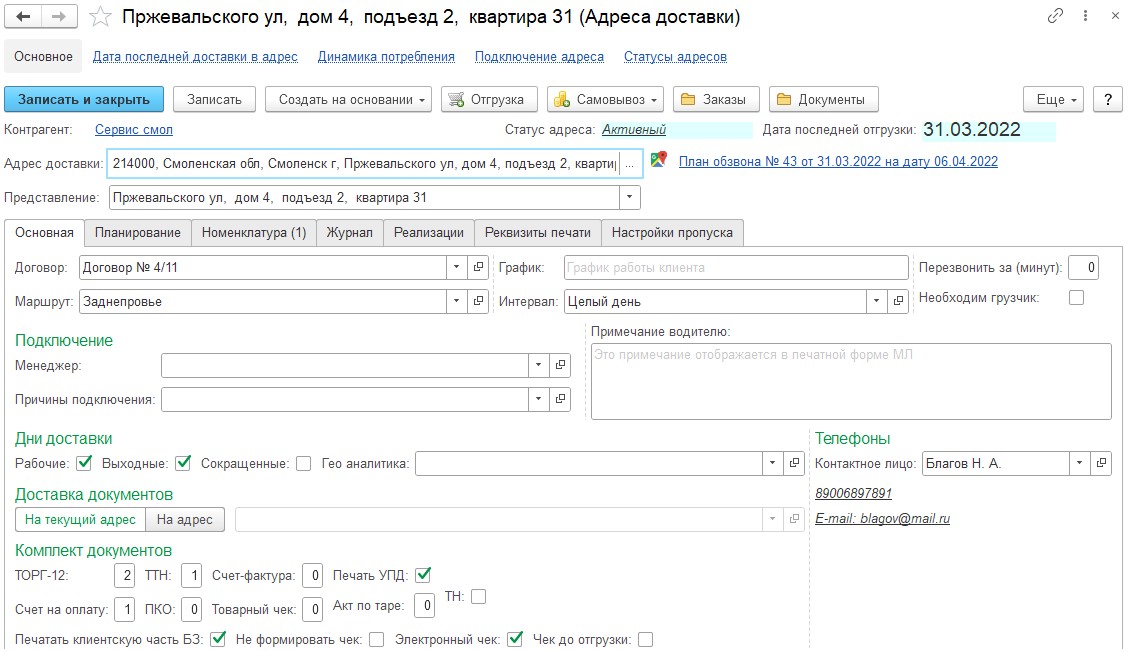 Пржевальского ул, дом 4, подъезд 2, квартира 31 (Адреса доставки)
Основное Дата последней доставки в адрес Динамика потребления Подключение адреса Статусы адресов
Записать и закрыть Записать Создать на основании Отгрузка Самовывоз Заказы Документы Еще ?
Контрагент: Сервис смол Статус адреса: Активный Дата последней отгрузки: 31.03.2022
Адрес доставки: 214000, Смоленская обл, Смоленск г, Пржевальского ул, дом 4, подъезд 2, кварти ... План обзвона № 43 от 31.03.2022 на дату 06.04.2022
Представление: Пржевальского ул, дом 4, подъезд 2, квартира 31
Основная Планирование Номенклатура (1) Журнал Реализации Реквизиты печати Настройки пропуска
Договор: Договор № 4/11 График: График работы клиента Перезвонить за (минут): 0
Маршрут: Заднепровье Интервал: Целый день Необходим грузчик:
Подключение Примечание водителю:
Менеджер: Это примечание отображается в печатной форме МЛ
Причины подключения:
Дни доставки Телефоны
Рабочие: Выходные: Сокращенные: Гео аналитика: Контактное лицо: Благов Н. А.
Доставка документов 89006897891
На текущий адрес На адрес E-mail: blagov@mail.ru
Комплект документов
ТОРГ-12: 2 ТТН: 1 Счет-фактура: 0 Печать УПД:
Счет на оплату: 1 ПКО: 0 Товарный чек: 0 Акт по таре: 0 ТН:
Печатать клиентскую часть БЗ: Не формировать чек: Электронный чек: Чек до отгрузки: